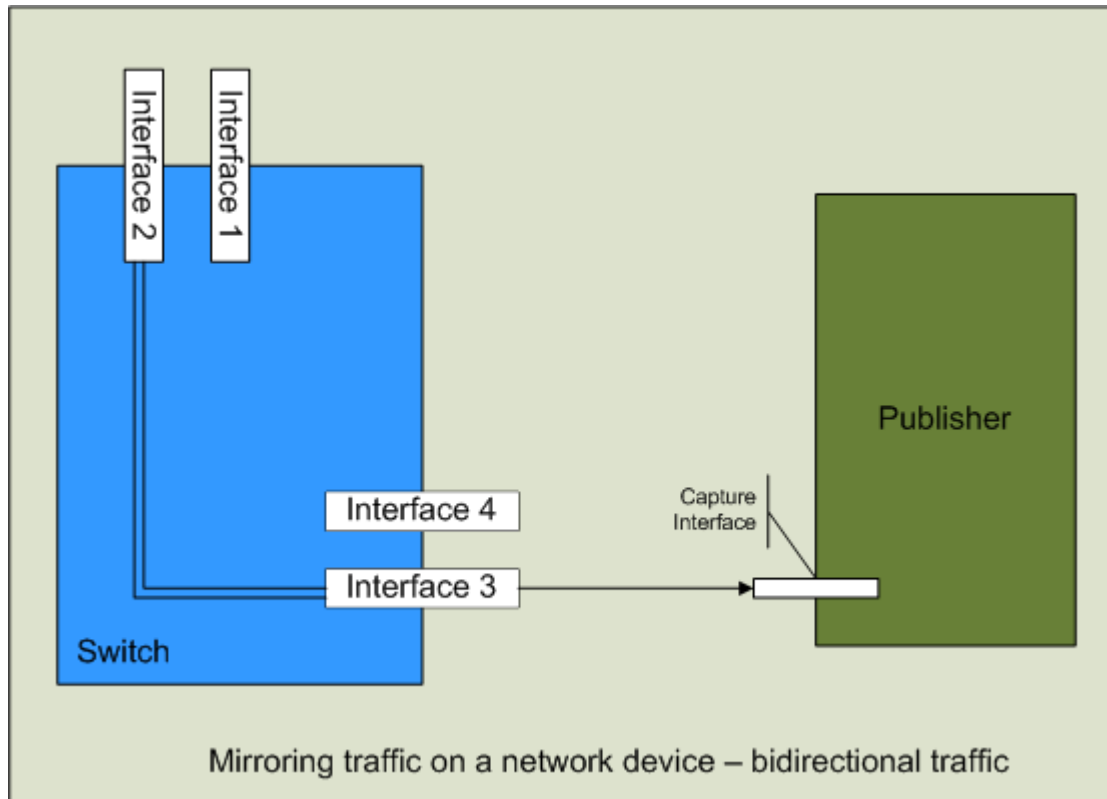 Interface 2
Interface 1
Publisher
Interface 4
Capture
Interface
Interface 3
Switch
Mirroring traffic on a network device – bidirectional traffic